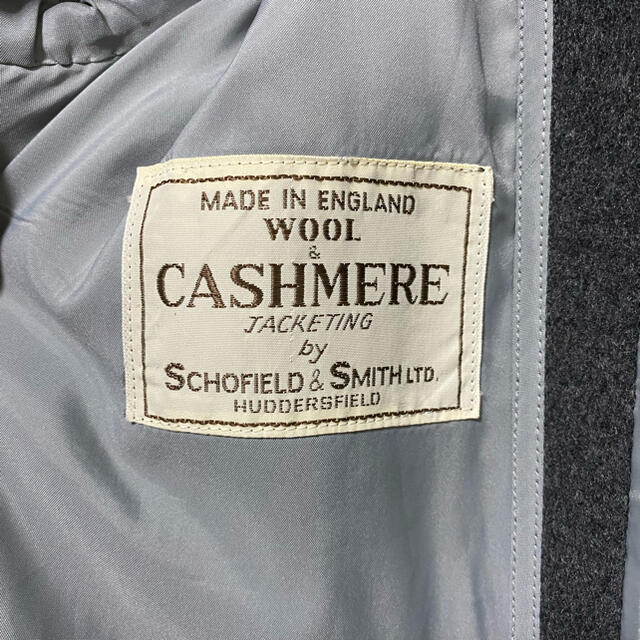 MADE IN ENGLAND
WOOL
&
CASHMERE
JACKETING
by
SCHOFIELD & SMITH LTD.
HUDDERSFIELD